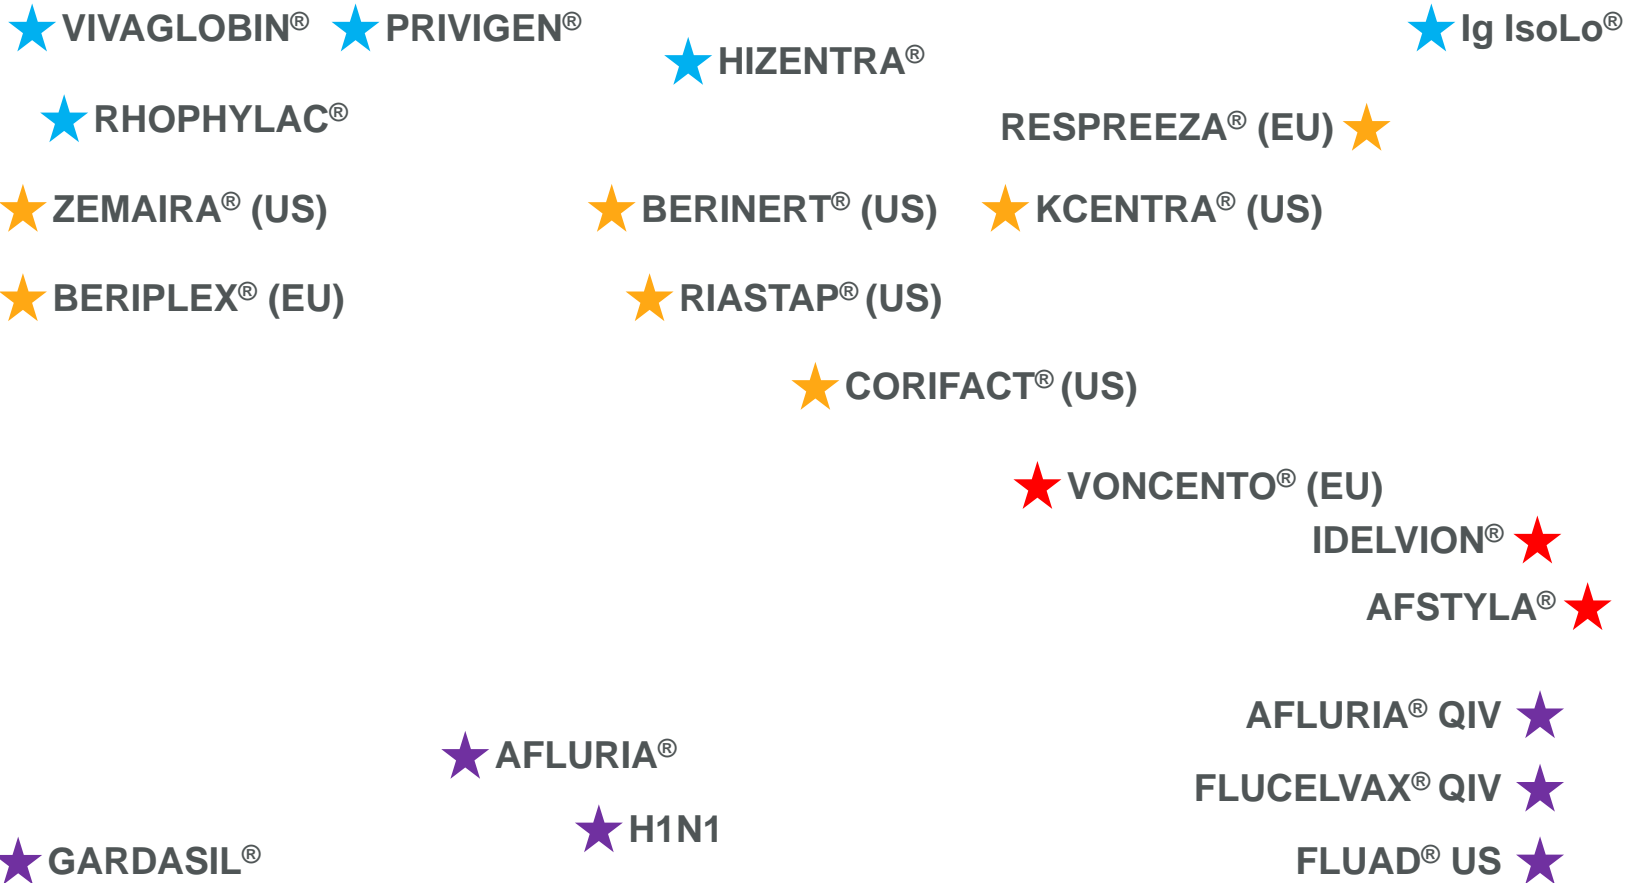 VIVAGLOBIN® PRIVIGEN® Ig IsoLo®
HIZENTRA®
RHOPHYLAC® RESPREEZA® (EU)
ZEMAIRA® (US) BERINERT® (US) KCENTRA® (US)
BERIPLEX® (EU) RIASTAP® (US)
CORIFACT® (US)
VONCENTO® (EU)
IDELVION®
AFSTYLA®
AFLURIA® QIV
AFLURIA®
FLUCELVAX® QIV
H1N1
GARDASIL® FLUAD® US